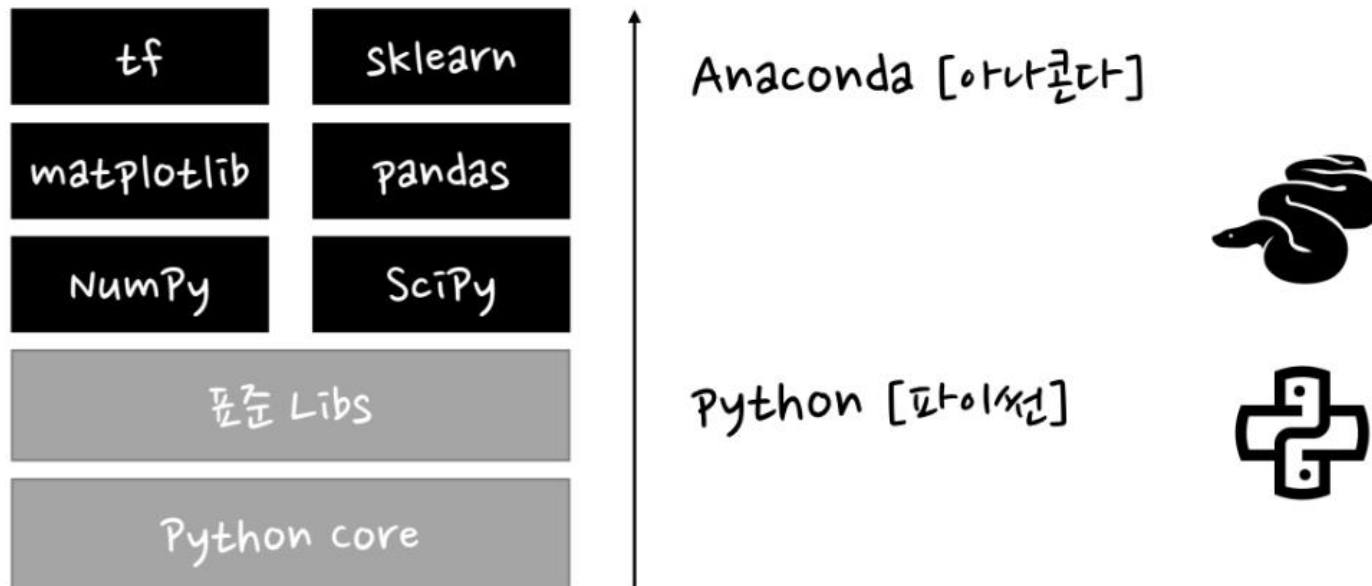 tf
sklearn
matplotlib
pandas
NumPy
SciPy
표준 Libs
Python core
Anaconda [아나콘다]
Python [파이썬]